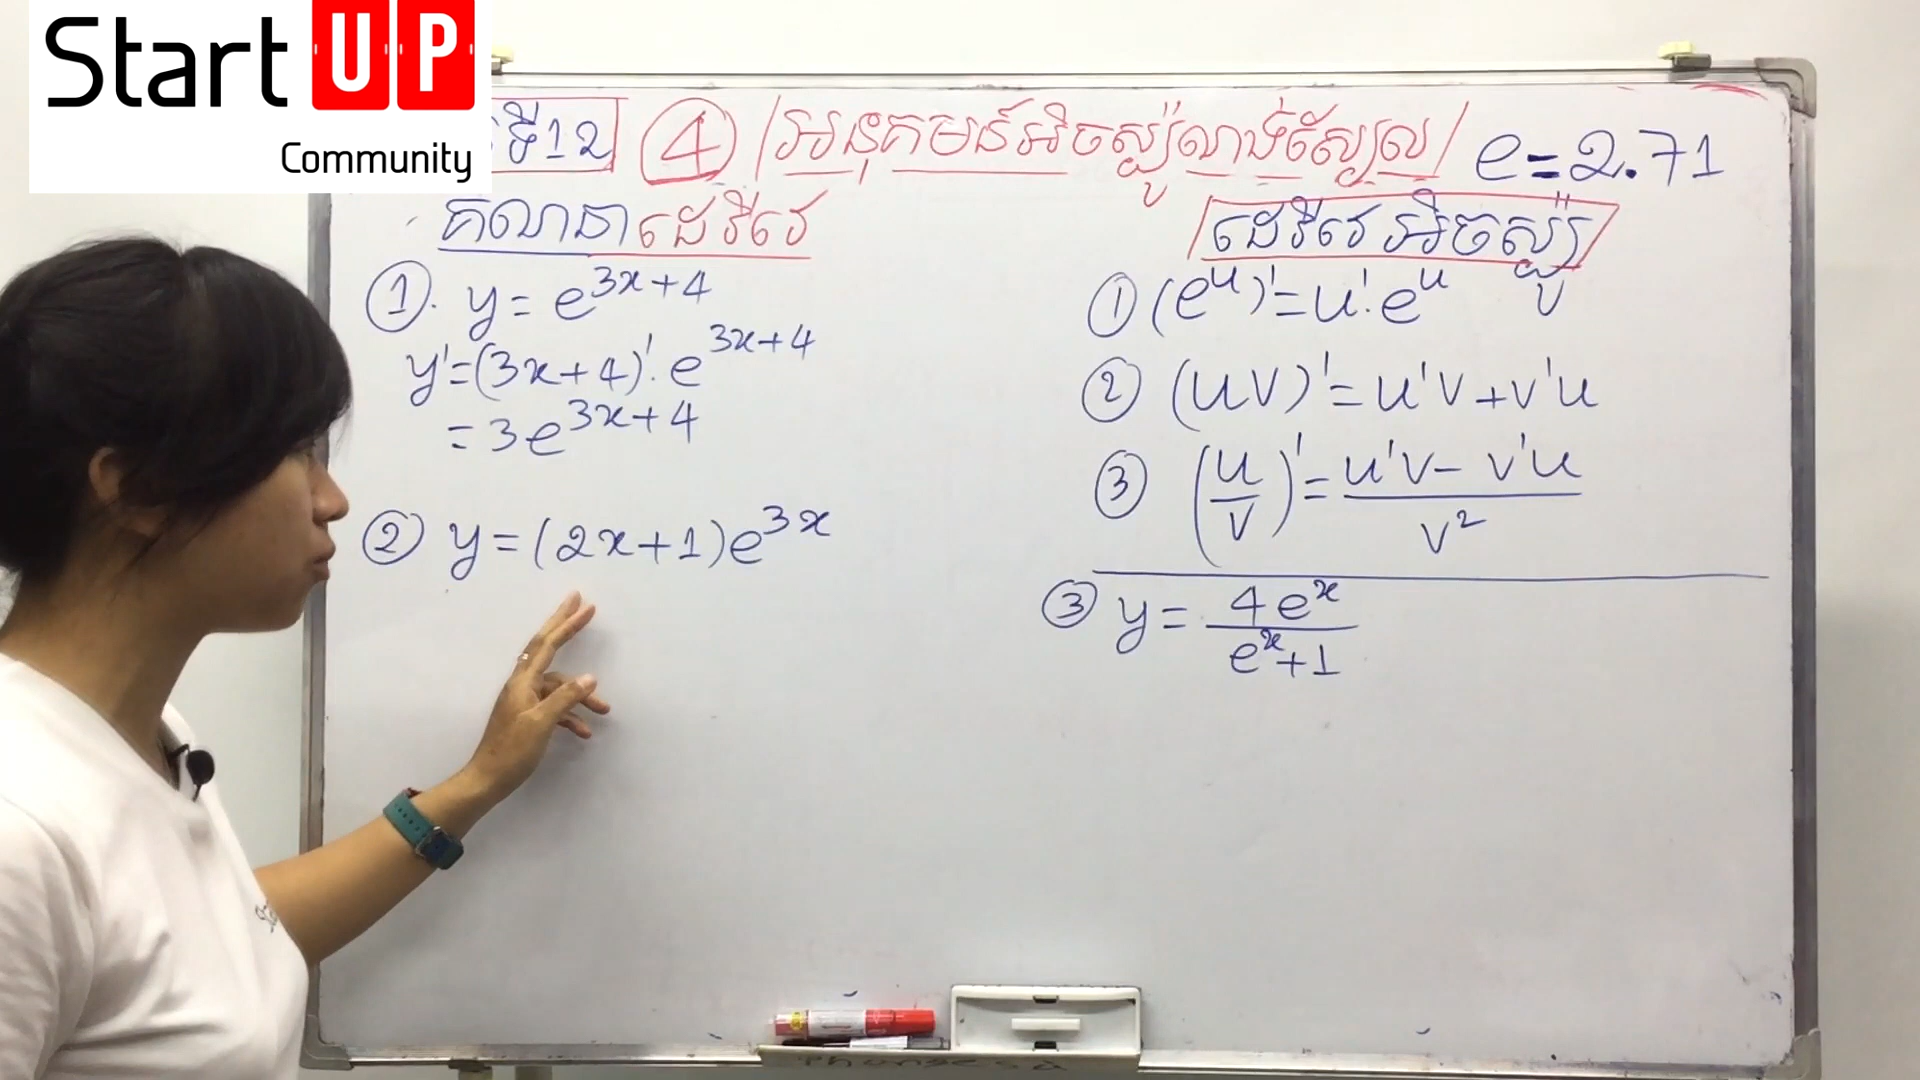 Start UP
Community
ទី12 ④ អនុគមន៍អិចស្ប៉ូណង់ស្យែល e=2.71
គណនាដេរីវេ
① . y = e^{3x+4}
y' = (3x+4)' . e^{3x+4}
= 3e^{3x+4}
② y = (2x+1)e^{3x}
ដេរីវេអិចស្ប៉ូ
① (e^u)' = u'.e^u
② (uv)' = u'v + v'u
③ (u/v)' = (u'v - v'u)/v²
③ y = 4e^x/(e^x+1)